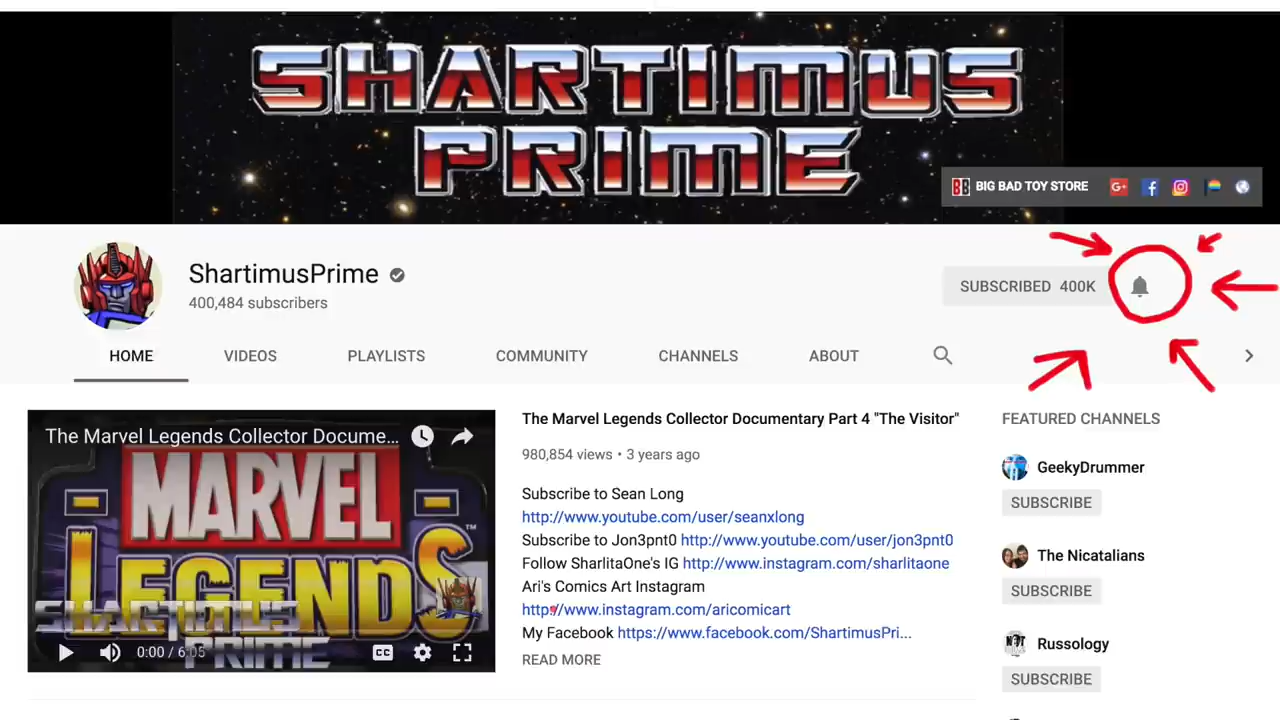 SHARTIMUS
PRIME
BIG BAD TOY STORE
ShartimusPrime
400,484 subscribers
SUBSCRIBED 400K
HOME VIDEOS PLAYLISTS COMMUNITY CHANNELS ABOUT
The Marvel Legends Collector Docume...
MARVEL
LEGENDS
SHARTIMUS
PRIME
0:00 / 6:05
CC
The Marvel Legends Collector Documentary Part 4 "The Visitor"
980,854 views • 3 years ago
Subscribe to Sean Long
http://www.youtube.com/user/seanxlong
Subscribe to Jon3pnt0 http://www.youtube.com/user/jon3pnt0
Follow SharlitaOne's IG http://www.instagram.com/sharlitaone
Ari's Comics Art Instagram
https://www.instagram.com/aricomicart
My Facebook https://www.facebook.com/ShartimusPri...
READ MORE
FEATURED CHANNELS
GeekyDrummer
SUBSCRIBE
The Nicatalians
SUBSCRIBE
Russology
SUBSCRIBE